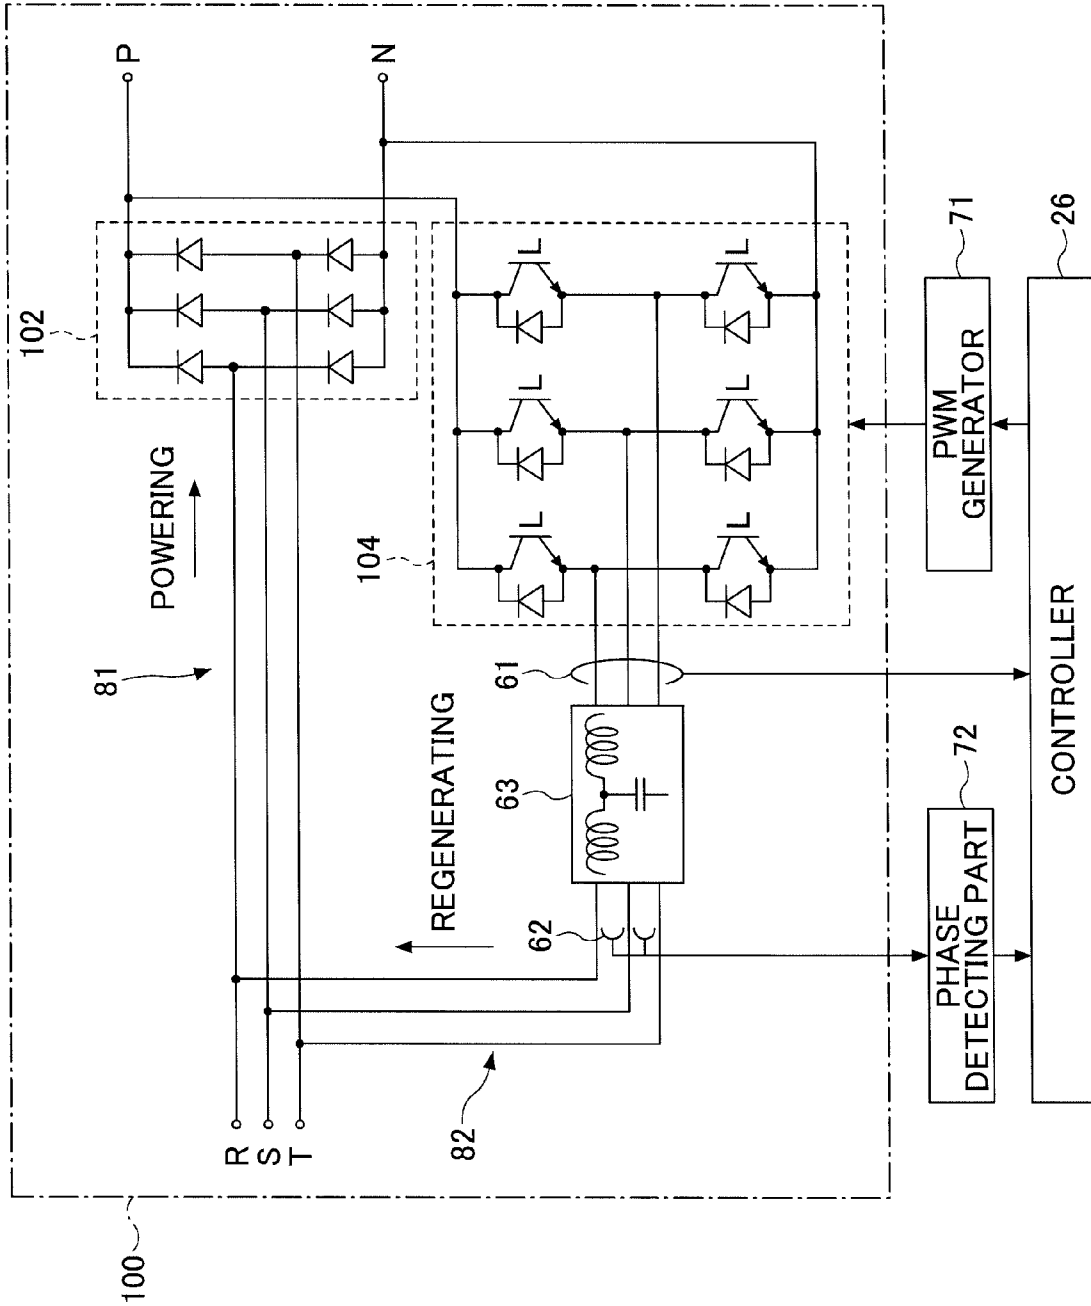 100
102
P
N
81
POWERING
R
S
T
82
REGENERATING
104
L
L
L
L
L
L
61
62
63
PHASE
DETECTING PART
72
PWM
GENERATOR
71
CONTROLLER
26